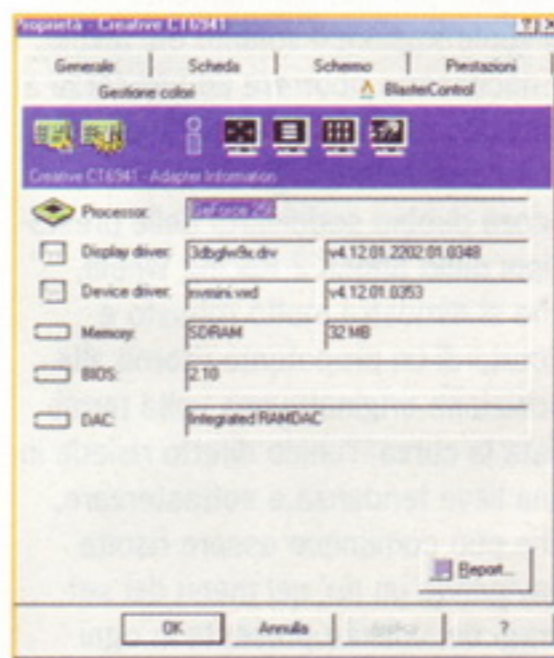 Proprietà - Creative CT6941
Generale Scheda Schermo Prestazioni
Gestione colori BlasterControl
Creative CT6941 - Adapter Information
Processor: GeForce 256
Display driver: 3dbgfw9x.drv v4.12.01.2202:01.0348
Device driver: nvmini.vxd v4.12.01.0353
Memory: SDRAM 32 MB
BIOS: 2.10
DAC: Integrated RAMDAC
Report...
OK Annulla ?